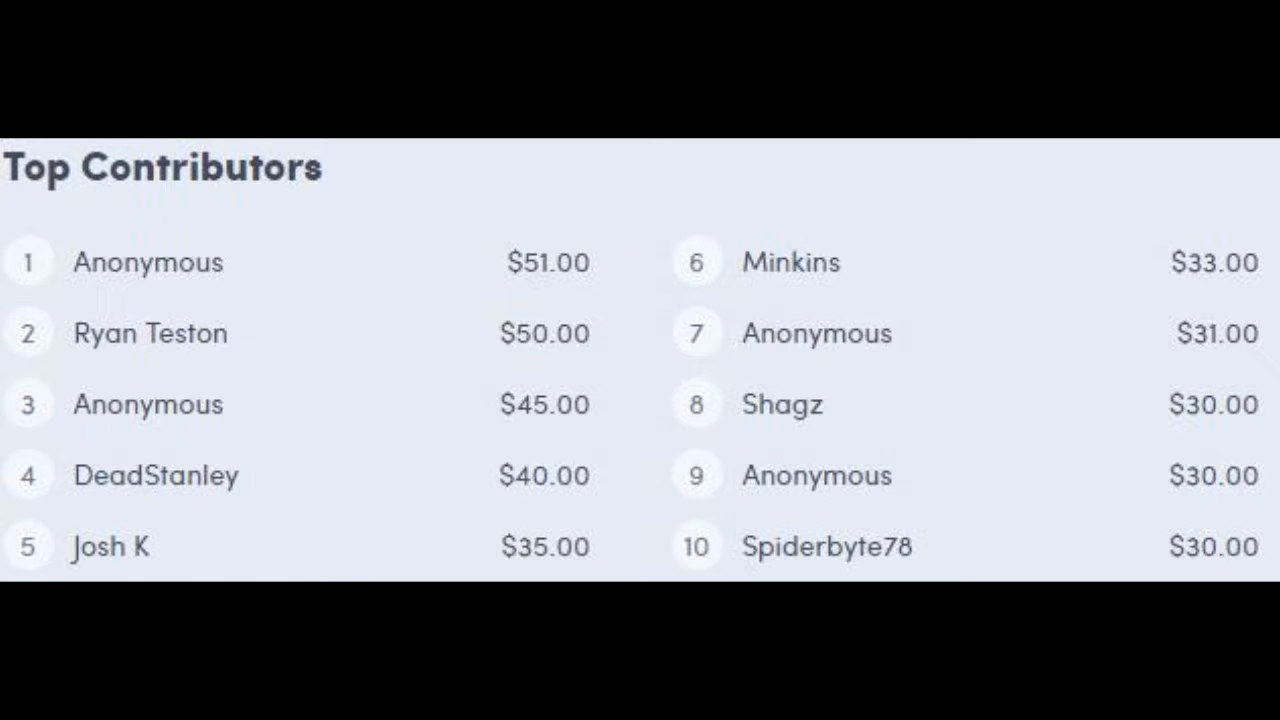 Top Contributors
1 Anonymous $51.00
2 Ryan Teston $50.00
3 Anonymous $45.00
4 DeadStanley $40.00
5 Josh K $35.00
6 Minkins $33.00
7 Anonymous $31.00
8 Shagz $30.00
9 Anonymous $30.00
10 Spiderbyte78 $30.00